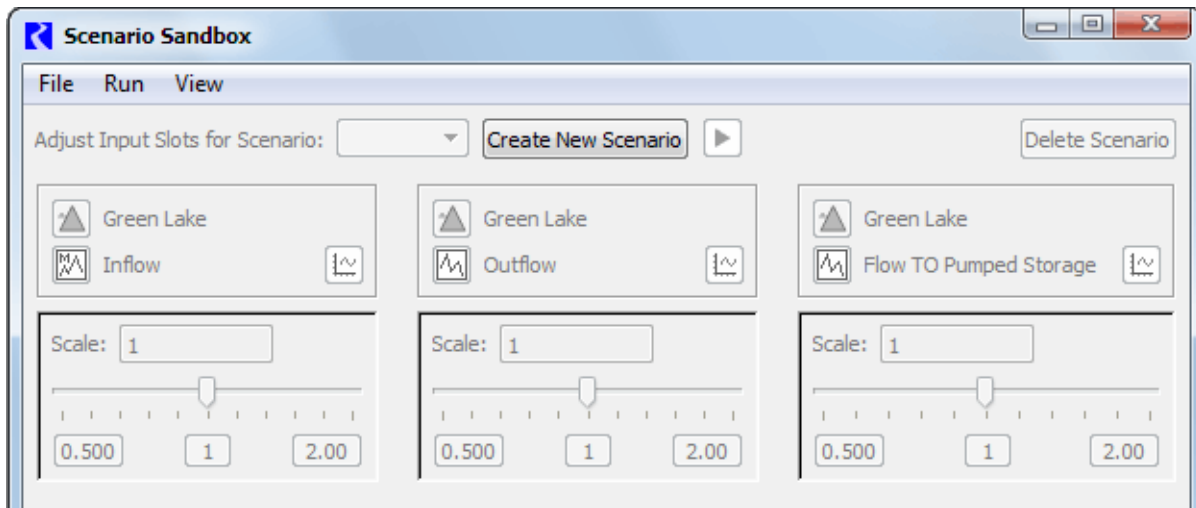 Scenario Sandbox
File Run View
Adjust Input Slots for Scenario: Create New Scenario Delete Scenario
Green Lake Green Lake Green Lake
Inflow Outflow Flow TO Pumped Storage
Scale: 1 Scale: 1 Scale: 1
0.500 1 2.00 0.500 1 2.00 0.500 1 2.00